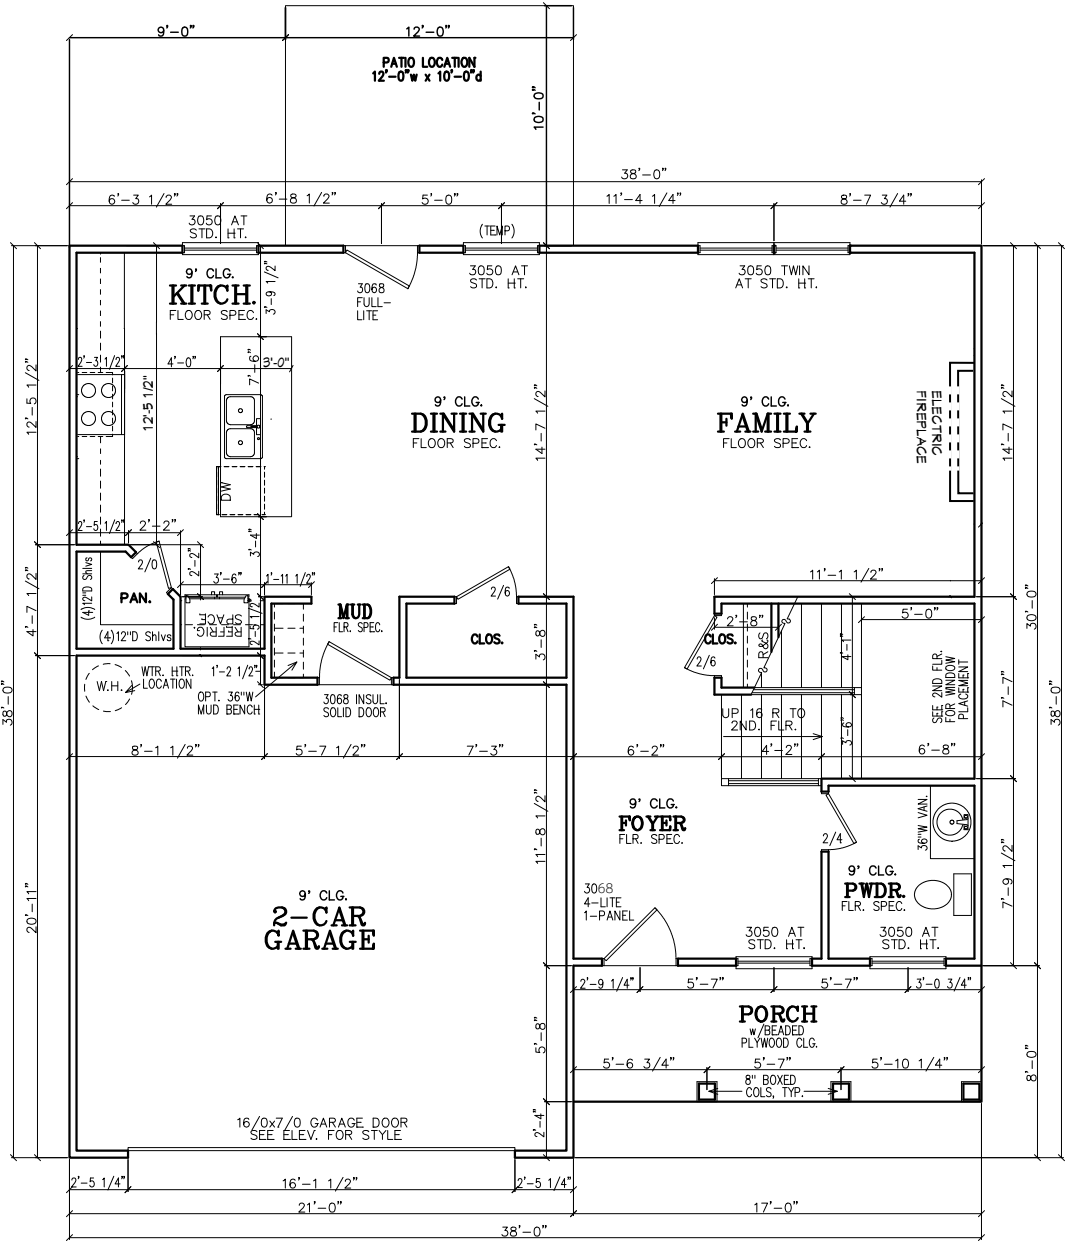 9'-0"
12'-0"
PATIO LOCATION
12'-0"w x 10'-0"d
10'-0"
38'-0"
6'-3 1/2"
6'-8 1/2"
5'-0"
11'-4 1/4"
8'-7 3/4"
3050 AT
STD. HT.
(TEMP)
9' CLG.
KITCH.
FLOOR SPEC.
3'-9 1/2"
3068
FULL-
LITE
3050 AT
STD. HT.
3050 TWIN
AT STD. HT.
2'-3 1/2"
4'-0"
7'-6"
3'-0"
12'-5 1/2"
12'-5 1/2"
9' CLG.
DINING
FLOOR SPEC.
14'-7 1/2"
9' CLG.
FAMILY
FLOOR SPEC.
ELECTRIC
FIREPLACE
14'-7 1/2"
DW
2'-5 1/2"
2'-2"
3'-4"
2'-2"
2/0
3'-6"
1'-11 1/2"
4'-7 1/2"
(4)12"D Shlvs
PAN.
(4)12"D Shlvs
REFRIG.
SPACE
2'-5 1/2"
MUD
FLR. SPEC.
2/6
CLOS.
3'-8"
11'-1 1/2"
2'-8"
5'-0"
30'-0"
CLOS.
R&S
2/6
4'-1"
SEE 2ND FLR.
FOR WINDOW
PLACEMENT
7'-7"
38'-0"
38'-0"
W.H.
WTR. HTR.
LOCATION
1'-2 1/2"
OPT. 36"W
MUD BENCH
3068 INSUL.
SOLID DOOR
UP 16 R TO
2ND. FLR.
3'-6"
8'-1 1/2"
5'-7 1/2"
7'-3"
6'-2"
4'-2"
6'-8"
11'-8 1/2"
9' CLG.
FOYER
FLR. SPEC.
2/4
36"W VAN.
7'-9 1/2"
9' CLG.
PWDR.
FLR. SPEC.
3068
4-LITE
1-PANEL
9' CLG.
2-CAR
GARAGE
20'-11"
3050 AT
STD. HT.
3050 AT
STD. HT.
2'-9 1/4"
5'-7"
5'-7"
3'-0 3/4"
PORCH
w/BEADED
PLYWOOD CLG.
5'-8"
5'-6 3/4"
5'-7"
5'-10 1/4"
8'-0"
8" BOXED
COLS, TYP.
2'-4"
16/0x7/0 GARAGE DOOR
SEE ELEV. FOR STYLE
2'-5 1/4"
16'-1 1/2"
2'-5 1/4"
21'-0"
17'-0"
38'-0"